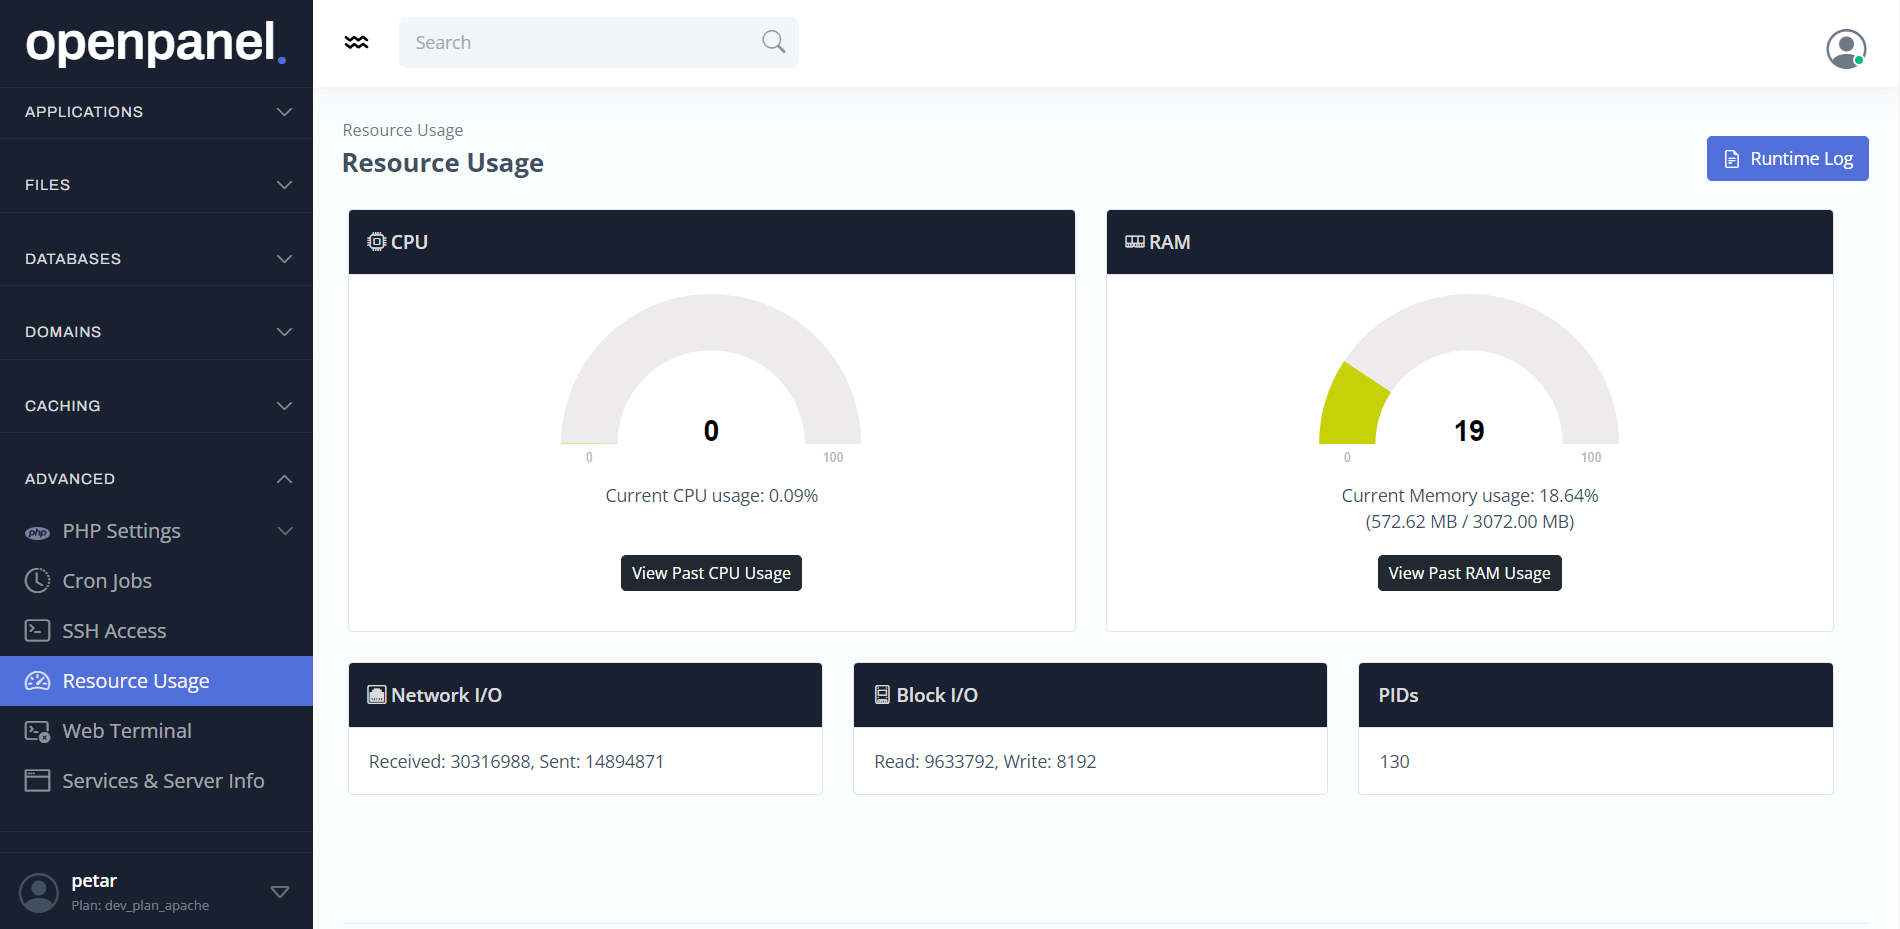 openpanel.
Search
APPLICATIONS
FILES
DATABASES
DOMAINS
CACHING
ADVANCED
php PHP Settings
Cron Jobs
SSH Access
Resource Usage
Web Terminal
Services & Server Info
petar
Plan: dev_plan_apache
Resource Usage
Resource Usage
Runtime Log
CPU
0
0 100
Current CPU usage: 0.09%
View Past CPU Usage
RAM
19
0 100
Current Memory usage: 18.64%
(572.62 MB / 3072.00 MB)
View Past RAM Usage
Network I/O
Received: 30316988, Sent: 14894871
Block I/O
Read: 9633792, Write: 8192
PIDs
130